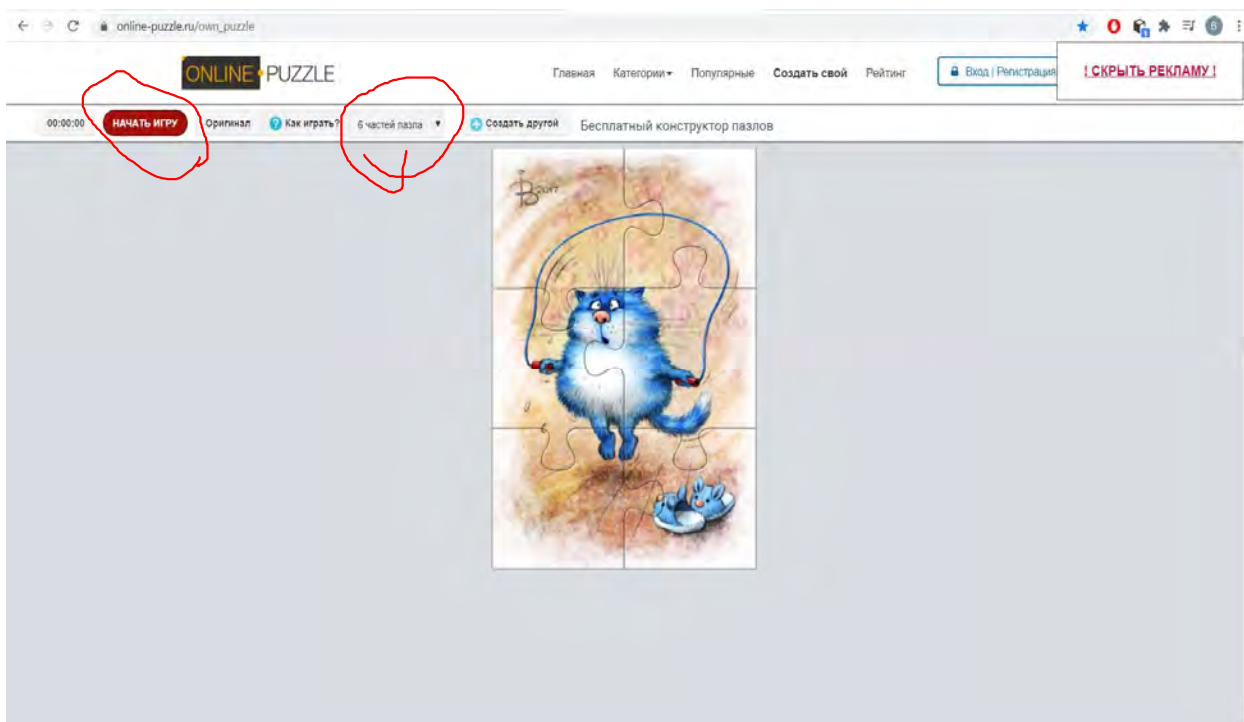 online-puzzle.ru/own_puzzle
ONLINE PUZZLE
Главная Категории Популярные Создать свой Рейтинг
Вход | Регистрация
! СКРЫТЬ РЕКЛАМУ !
00:00:00 НАЧАТЬ ИГРУ Оригинал ? Как играть? 6 частей пазла Создать другой Бесплатный конструктор пазлов
2017